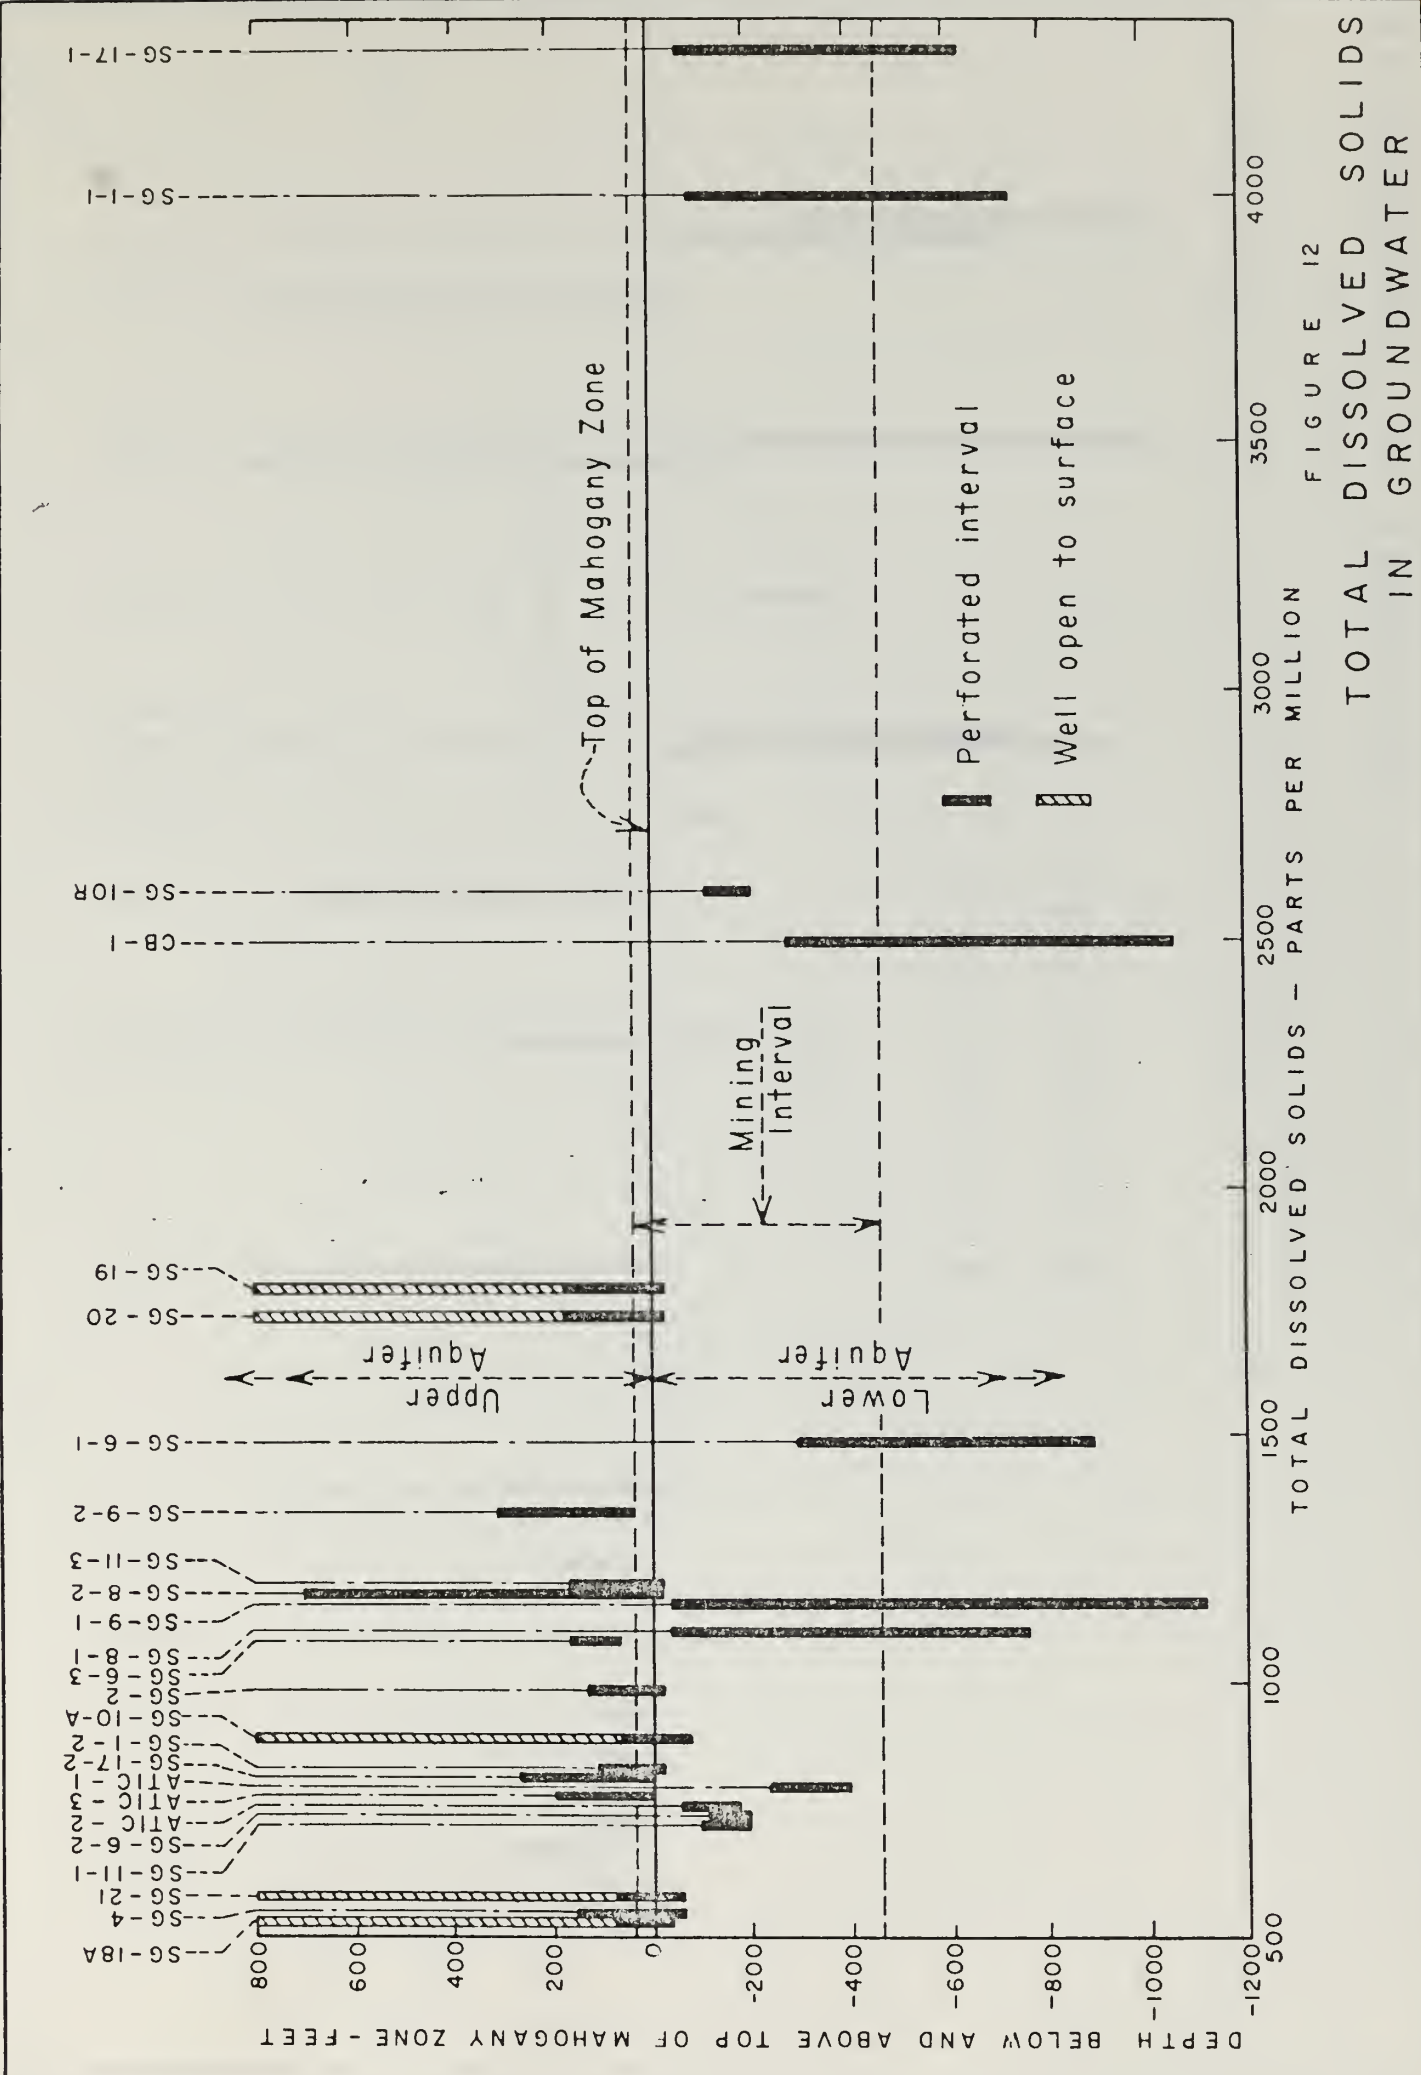 SG-18A
SG-4
SG-21
SG-11-1
SG-6-2
ATIC-2
ATIC-3
ATIC-1
SG-17-2
SG-1-2
SG-10-A
SG-2
SG-6-3
SG-8-1
SG-9-1
SG-8-2
SG-11-3
SG-9-2
SG-6-1
SG-20
SG-19
CB-1
SG-10R
SG-1-1
SG-17-1
DEPTH BELOW AND ABOVE TOP OF MAHOGANY ZONE-FEET
800
600
400
200
0
-200
-400
-600
-800
-1000
-1200
Upper
Aquifer
Lower
Aquifer
Mining
Interval
Top of Mahogany Zone
Perforated interval
Well open to surface
500
1000
1500
2000
2500
3000
3500
4000
TOTAL DISSOLVED SOLIDS - PARTS PER MILLION
FIGURE 12
TOTAL DISSOLVED SOLIDS
IN GROUNDWATER